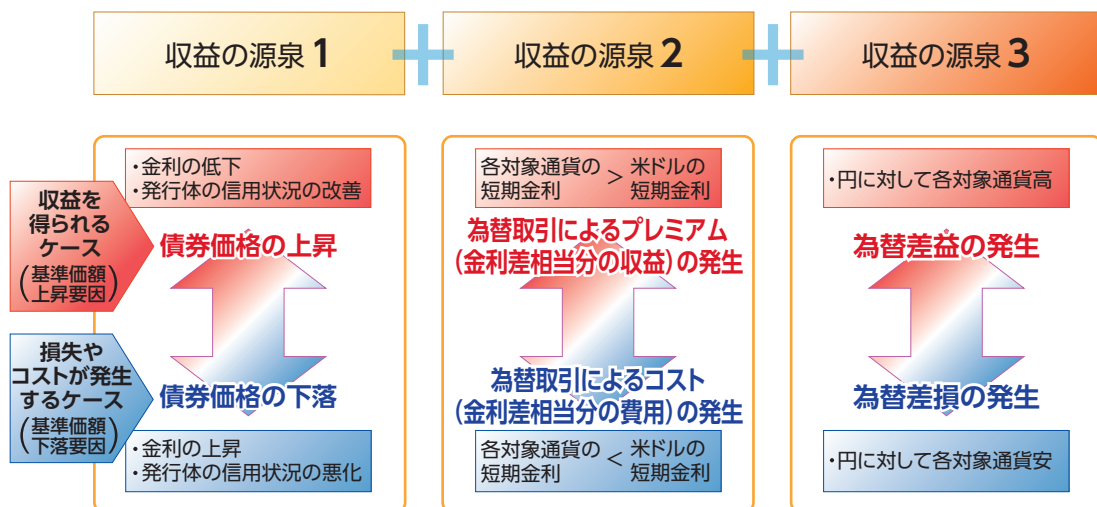 収益の源泉1
収益の源泉2
収益の源泉3
収益を
得られる
ケース
(基準価額
上昇要因)
・金利の低下
・発行体の信用状況の改善
債券価格の上昇
各対象通貨の
短期金利
>
米ドルの
短期金利
為替取引によるプレミアム
(金利差相当分の収益)の発生
・円に対して各対象通貨高
為替差益の発生
損失や
コストが発生
するケース
(基準価額
下落要因)
債券価格の下落
・金利の上昇
・発行体の信用状況の悪化
為替取引によるコスト
(金利差相当分の費用)の発生
各対象通貨の
短期金利
<
米ドルの
短期金利
為替差損の発生
・円に対して各対象通貨安